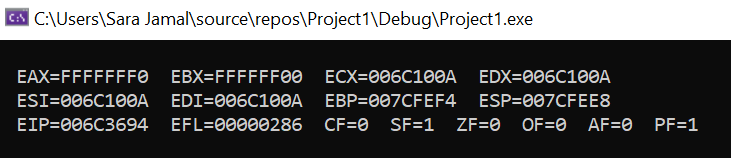 C:\Users\Sara Jamal\source\repos\Project1\Debug\Project1.exe
EAX=FFFFFFF0 EBX=FFFFFF00 ECX=006C100A EDX=006C100A
ESI=006C100A EDI=006C100A EBP=007CFEF4 ESP=007CFEE8
EIP=006C3694 EFL=00000286 CF=0 SF=1 ZF=0 OF=0 AF=0 PF=1